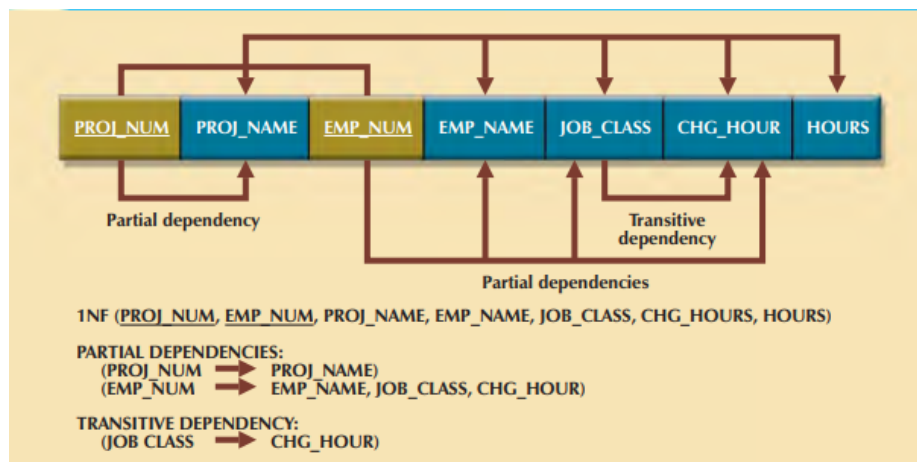 PROJ_NUM PROJ_NAME EMP_NUM EMP_NAME JOB_CLASS CHG_HOUR HOURS
Partial dependency
Transitive
dependency
Partial dependencies
1NF (PROJ_NUM, EMP_NUM, PROJ_NAME, EMP_NAME, JOB_CLASS, CHG_HOURS, HOURS)
PARTIAL DEPENDENCIES:
(PROJ_NUM PROJ_NAME)
(EMP_NUM EMP_NAME, JOB_CLASS, CHG_HOUR)
TRANSITIVE DEPENDENCY:
(JOB CLASS CHG_HOUR)